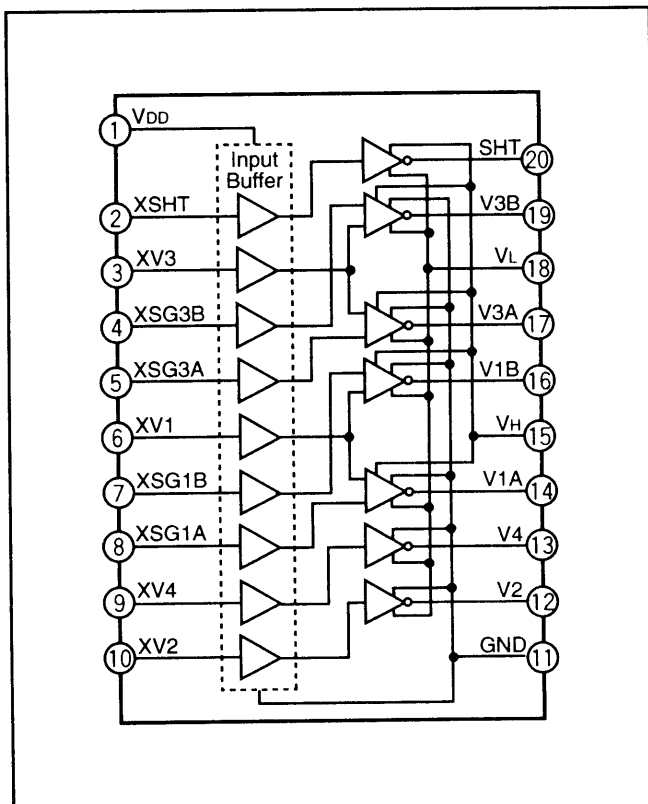 1 VDD
Input
Buffer
2 XSHT
3 XV3
4 XSG3B
5 XSG3A
6 XV1
7 XSG1B
8 XSG1A
9 XV4
10 XV2
SHT 20
V3B 19
VL 18
V3A 17
V1B 16
VH 15
V1A 14
V4 13
V2 12
GND 11